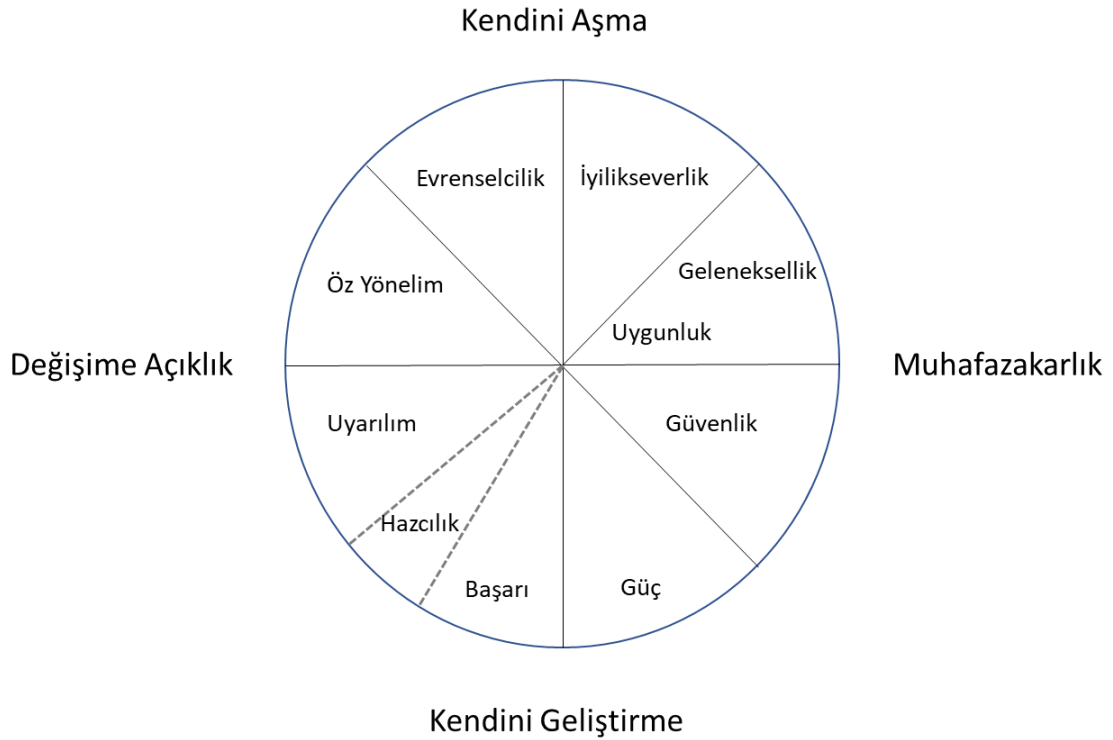 Kendini Aşma
Evrenselcilik
İyilikseverlik
Geleneksellik
Öz Yönelim
Uygunluk
Değişime Açıklık
Muhafazakarlık
Uyarılım
Güvenlik
Hazcılık
Başarı
Güç
Kendini Geliştirme